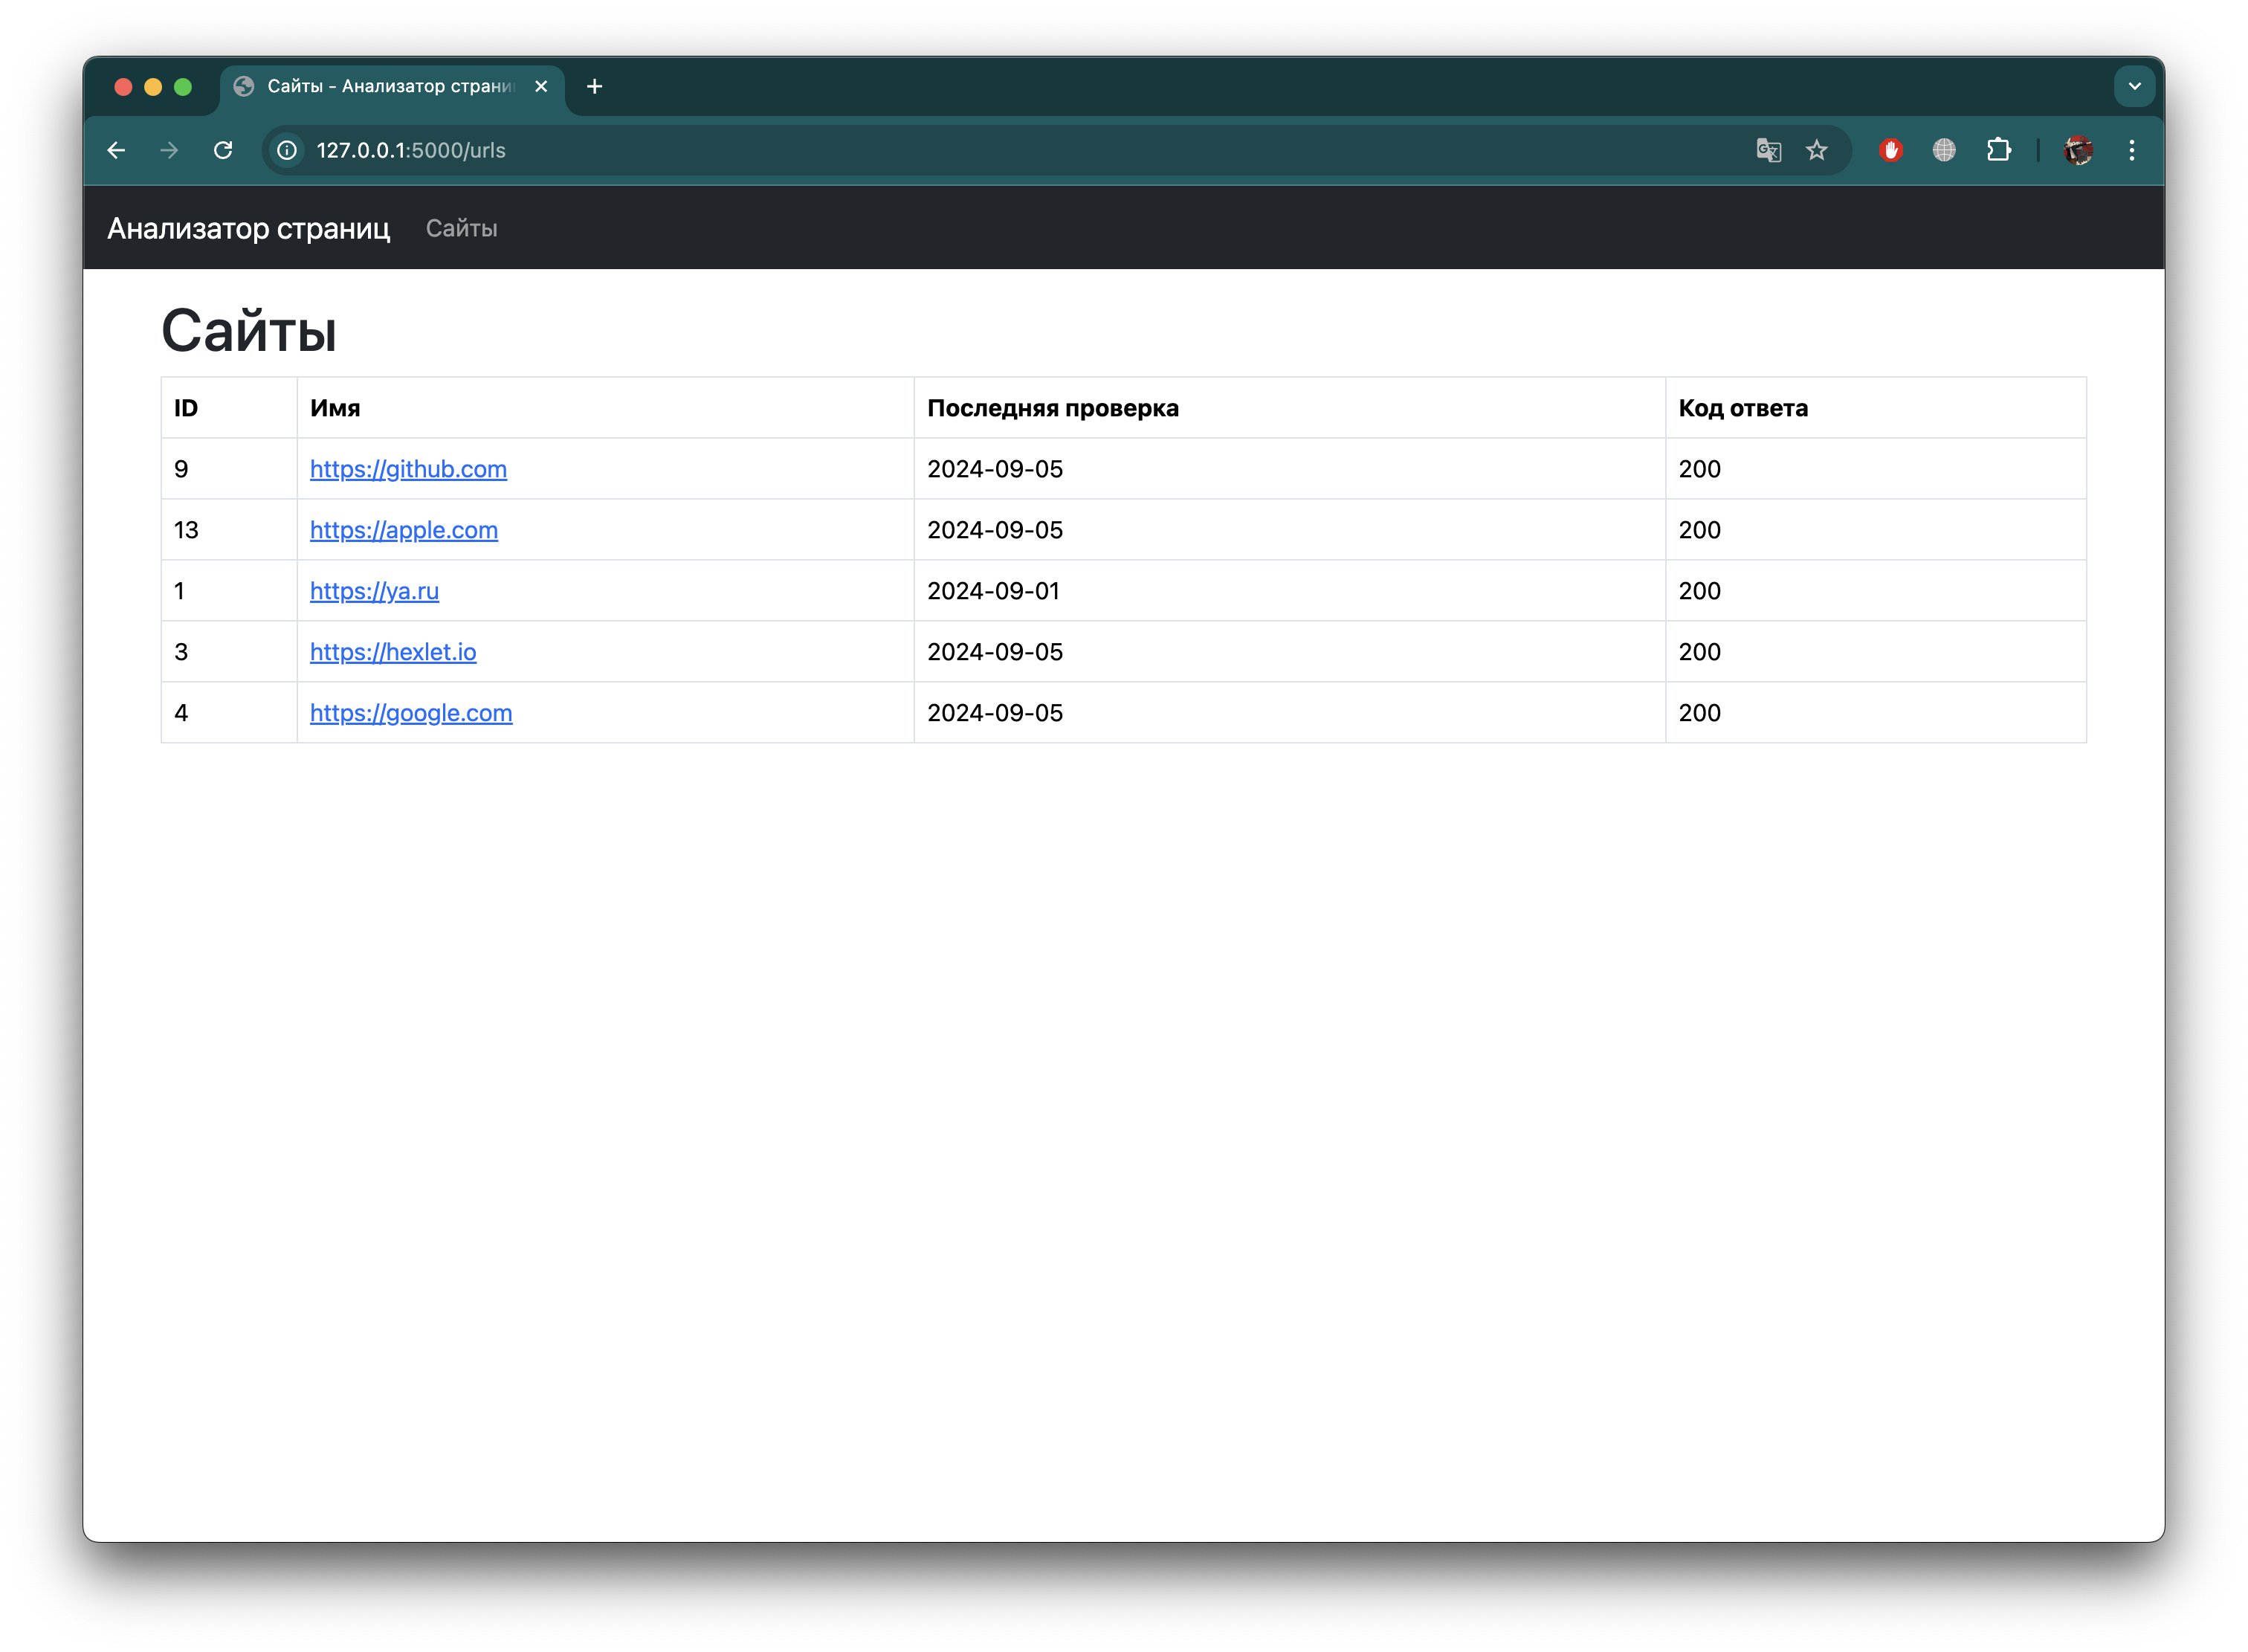 Сайты - Анализатор страни
127.0.0.1:5000/urls
Анализатор страниц Сайты
Сайты
ID Имя Последняя проверка Код ответа
9 https://github.com 2024-09-05 200
13 https://apple.com 2024-09-05 200
1 https://ya.ru 2024-09-01 200
3 https://hexlet.io 2024-09-05 200
4 https://google.com 2024-09-05 200